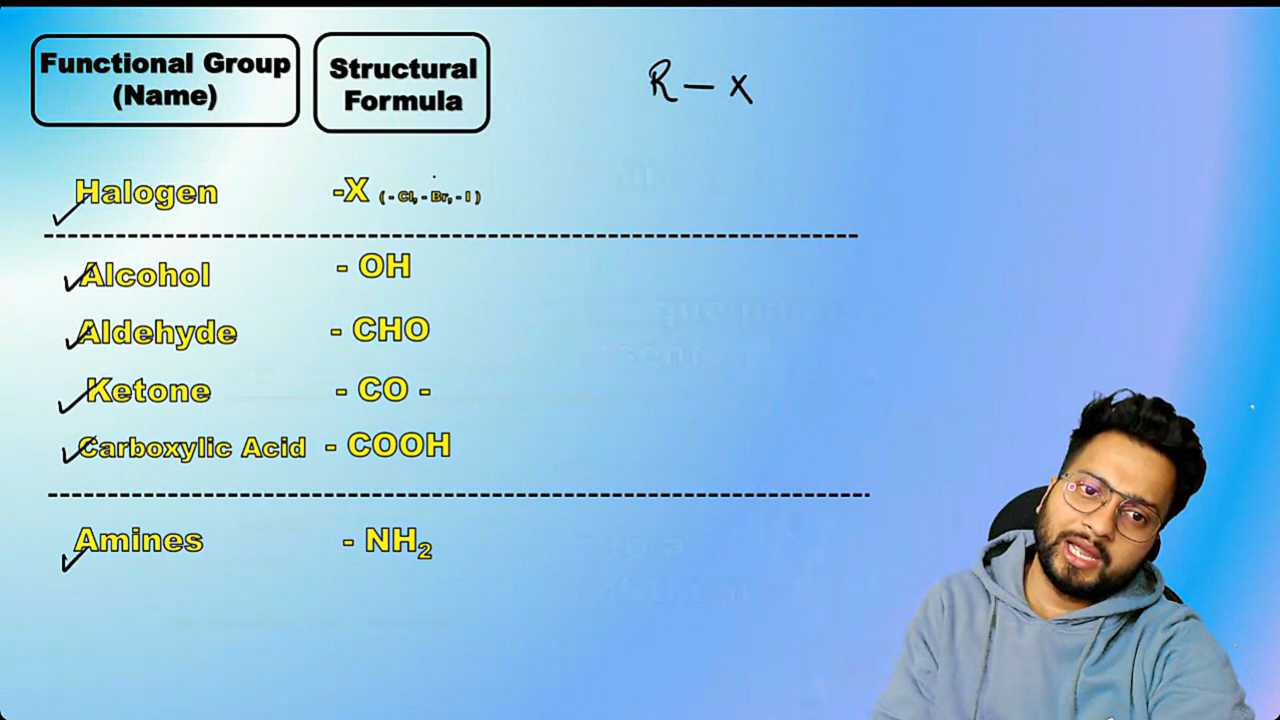 Functional Group
(Name)
Structural
Formula
R – X
Halogen
-X ( - Cl, - Br, - I )
Alcohol
- OH
Aldehyde
- CHO
Ketone
- CO -
Carboxylic Acid
- COOH
Amines
- NH₂